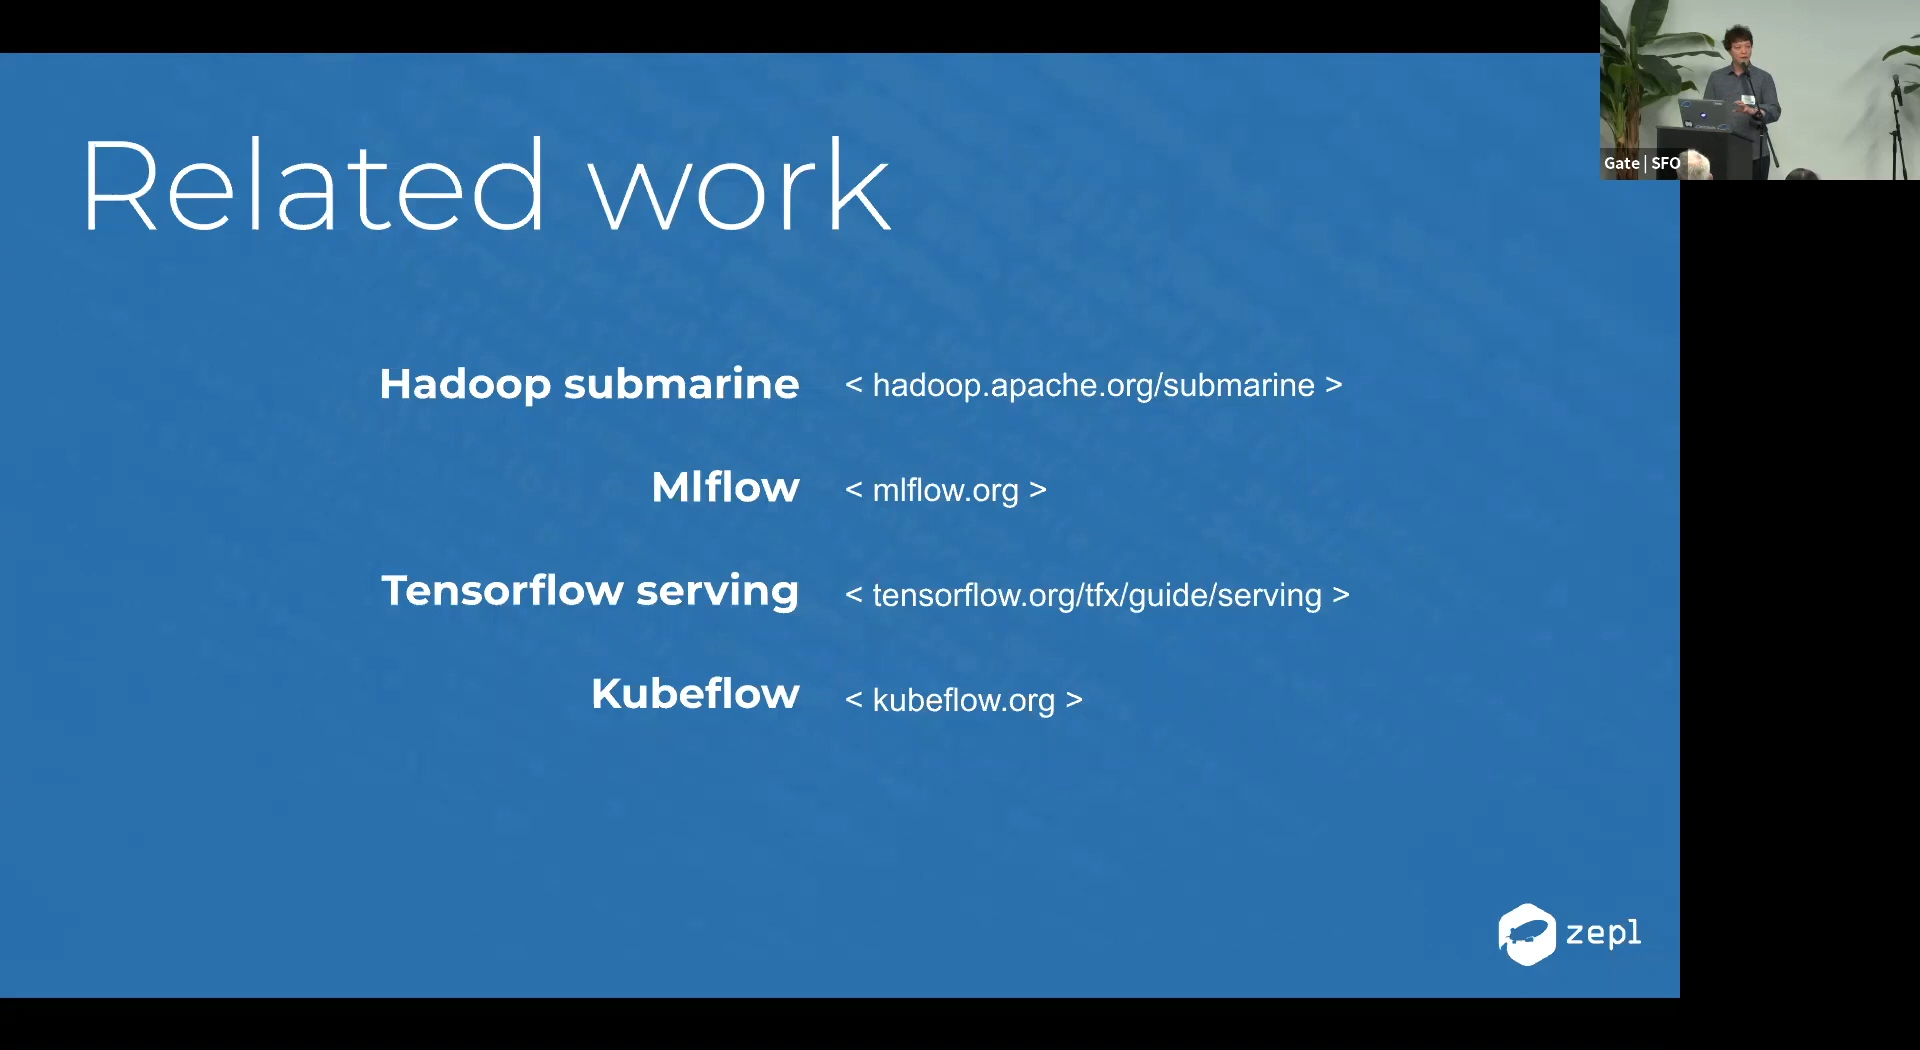 Related work
Hadoop submarine < hadoop.apache.org/submarine >
Mlflow < mlflow.org >
Tensorflow serving < tensorflow.org/tfx/guide/serving >
Kubeflow < kubeflow.org >
zepl
Gate | SFO